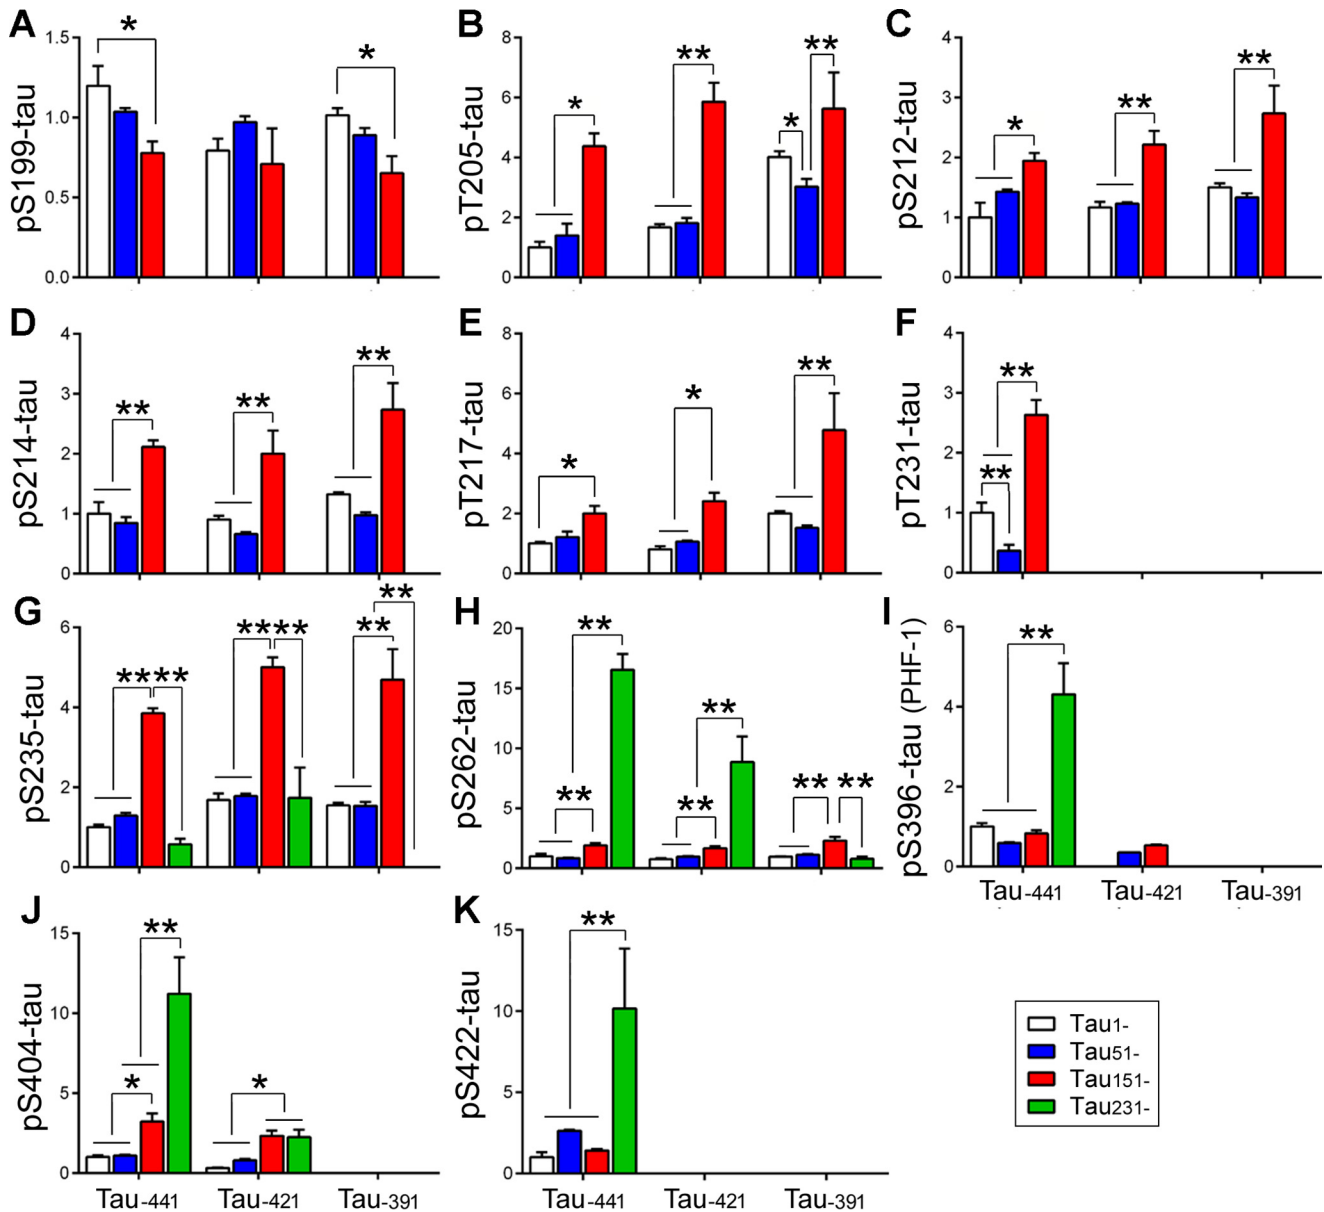 A
pS199-tau
1.5
1.0
0.5
0.0
*
*
B
pT205-tau
8
6
4
2
0
*
**
*
**
C
pS212-tau
4
3
2
1
0
*
**
**
D
pS214-tau
4
3
2
1
0
**
**
**
E
pT217-tau
8
6
4
2
0
*
*
**
F
pT231-tau
4
3
2
1
0
**
**
G
pS235-tau
6
4
2
0
****
****
**
**
H
pS262-tau
20
15
10
5
0
**
**
**
**
**
**
I
pS396-tau (PHF-1)
6
4
2
0
**
Tau-441 Tau-421 Tau-391
J
pS404-tau
15
10
5
0
*
**
*
Tau-441 Tau-421 Tau-391
K
pS422-tau
15
10
5
0
**
Tau-441 Tau-421 Tau-391
Tau1-
Tau51-
Tau151-
Tau231-